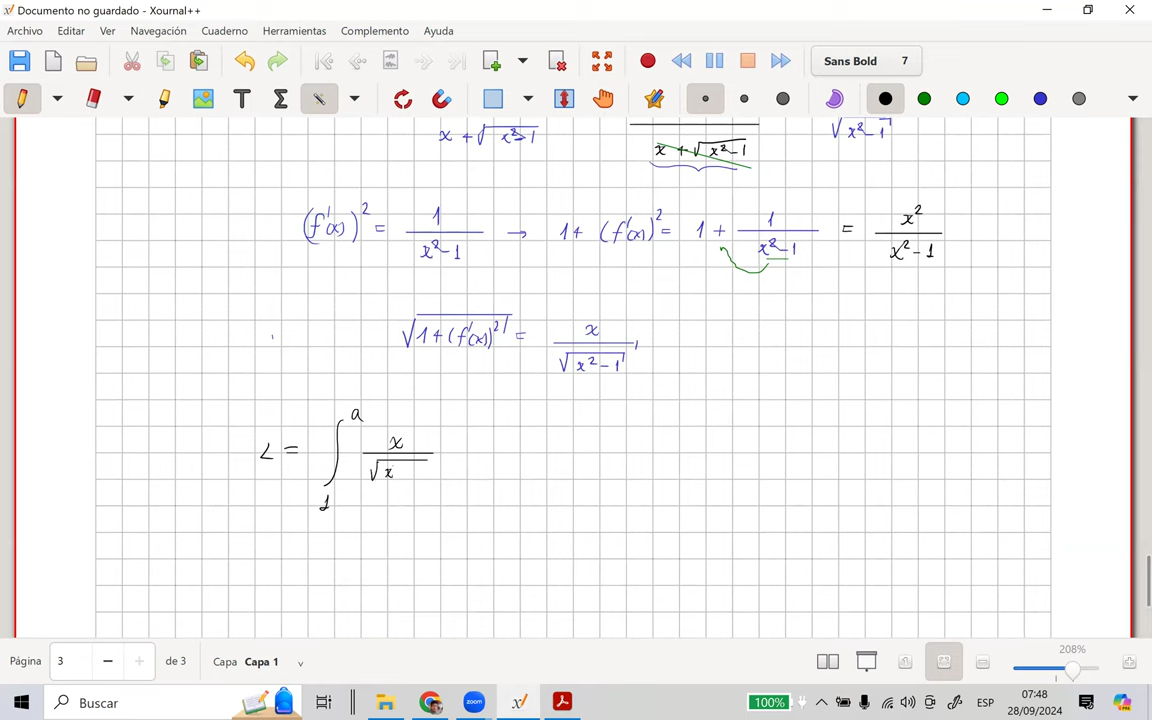 Documento no guardado - Xournal++
Archivo Editar Ver Navegación Cuaderno Herramientas Complemento Ayuda
Sans Bold 7
x + √(x²-1)
x + √(x²-1)
√(x²-1)
(f'(x))² = 1/(x²-1) → 1 + (f'(x))² = 1 + 1/(x²-1) = x²/(x²-1)
√(1+(f'(x))²) = x/√(x²-1)
L = ∫₁ᵃ x/√x
Página 3 de 3 Capa Capa 1 208%
Buscar 100% ESP 07:48
28/09/2024